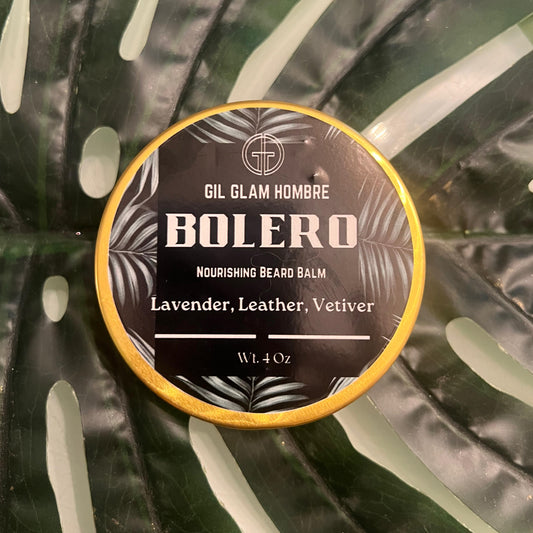 GIL GLAM HOMBRE
BOLERO
NOURISHING BEARD BALM
Lavender, Leather, Vetiver
Wt. 4 Oz